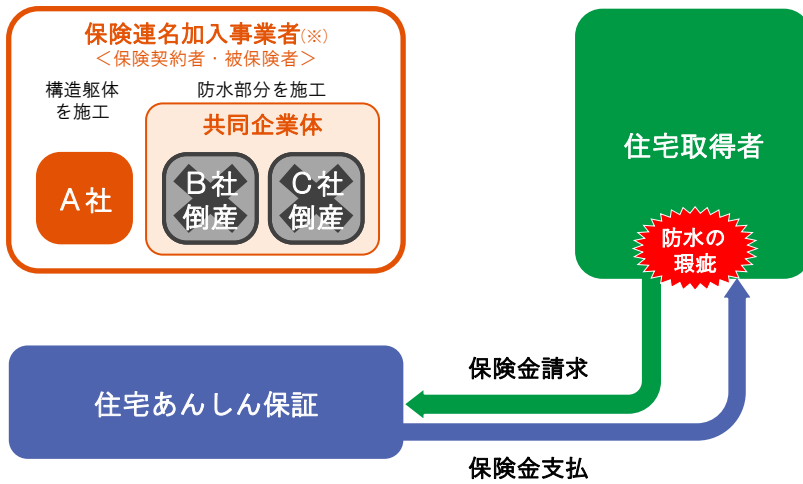 保険連名加入事業者(※)
＜保険契約者・被保険者＞
構造躯体
を施工
防水部分を施工
共同企業体
A社
B社
倒産
C社
倒産
住宅取得者
防水の
瑕疵
保険金請求
住宅あんしん保証
保険金支払